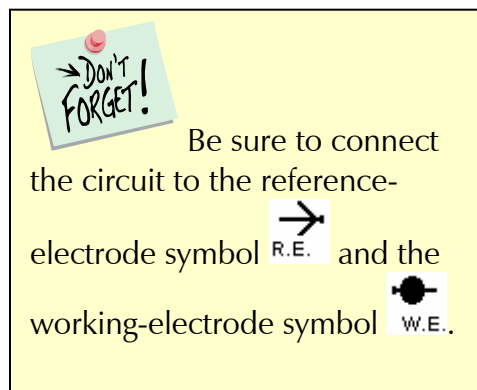 DON'T
FORGET!
Be sure to connect
the circuit to the reference-
electrode symbol R.E. and the
working-electrode symbol W.E..